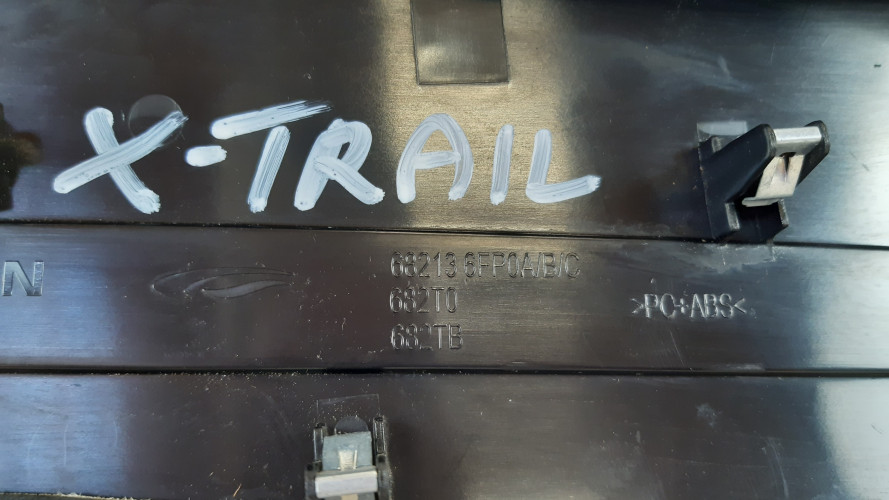 X-TRAIL
N
68213 6FP0A/B/C
682T0
682TB
>PC+ABS<